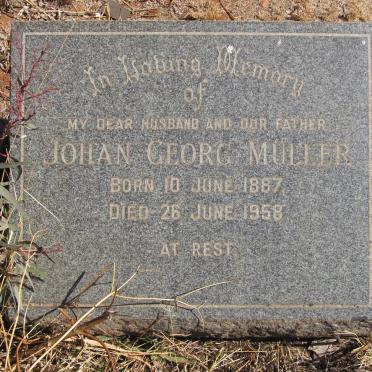 In Loving Memory
of
MY DEAR HUSBAND AND OUR FATHER
JOHAN GEORG MULLER
BORN 10 JUNE 1887
DIED 26 JUNE 1958
AT REST